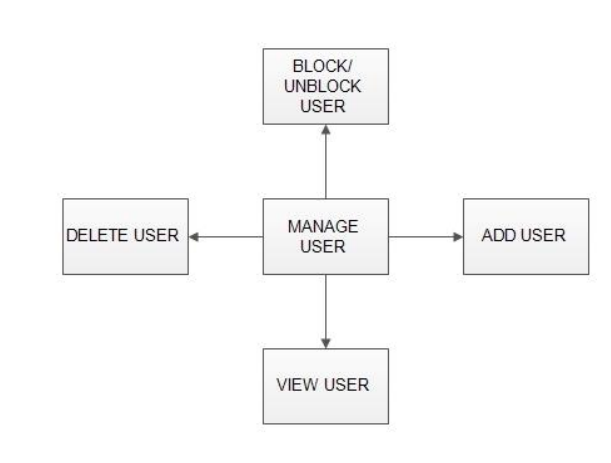 BLOCK/
UNBLOCK
USER
DELETE USER
MANAGE
USER
ADD USER
VIEW USER